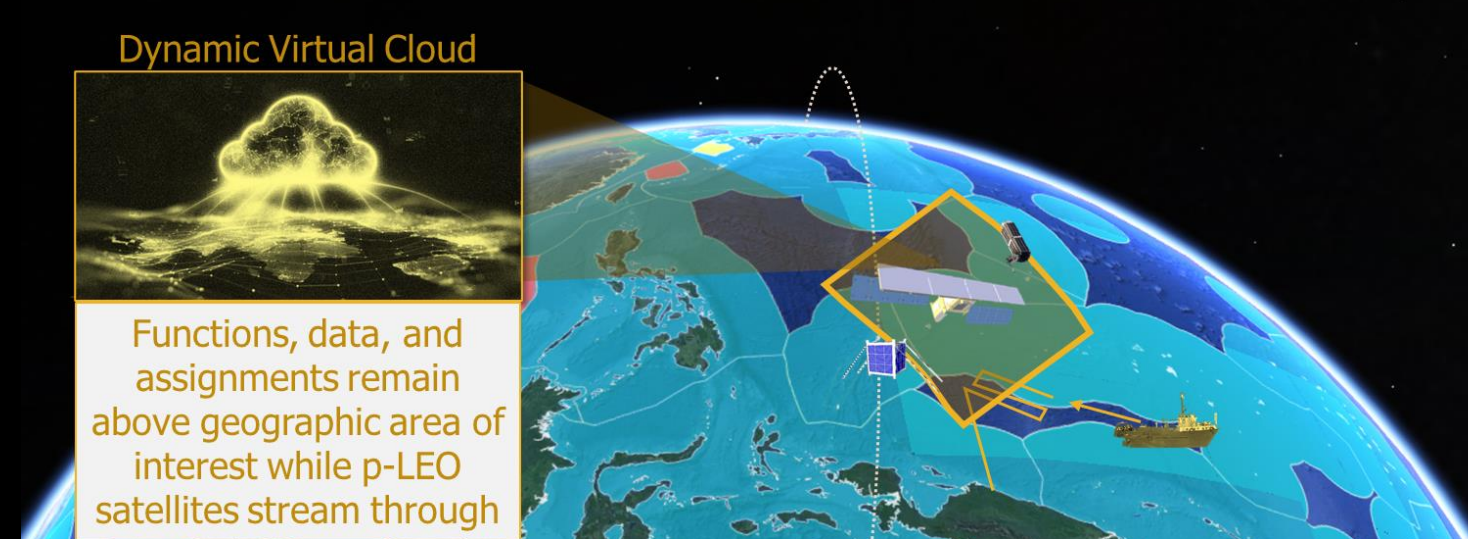 Dynamic Virtual Cloud
Functions, data, and
assignments remain
above geographic area of
interest while p-LEO
satellites stream through